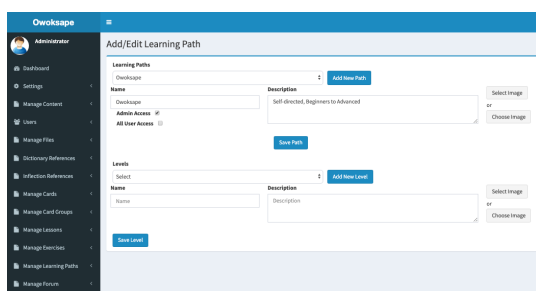 Owoksape
Administrator
Dashboard
Settings
Manage Content
Users
Manage Files
Dictionary References
Inflection References
Manage Cards
Manage Card Groups
Manage Lessons
Manage Exercises
Manage Learning Paths
Manage Forum
Add/Edit Learning Path
Learning Paths
Owoksape
Add New Path
Name
Description
Owoksape
Self-directed, Beginners to Advanced
Select Image
or
Choose Image
Admin Access
All User Access
Save Path
Levels
Select
Add New Level
Name
Description
Name
Description
Select Image
or
Choose Image
Save Level